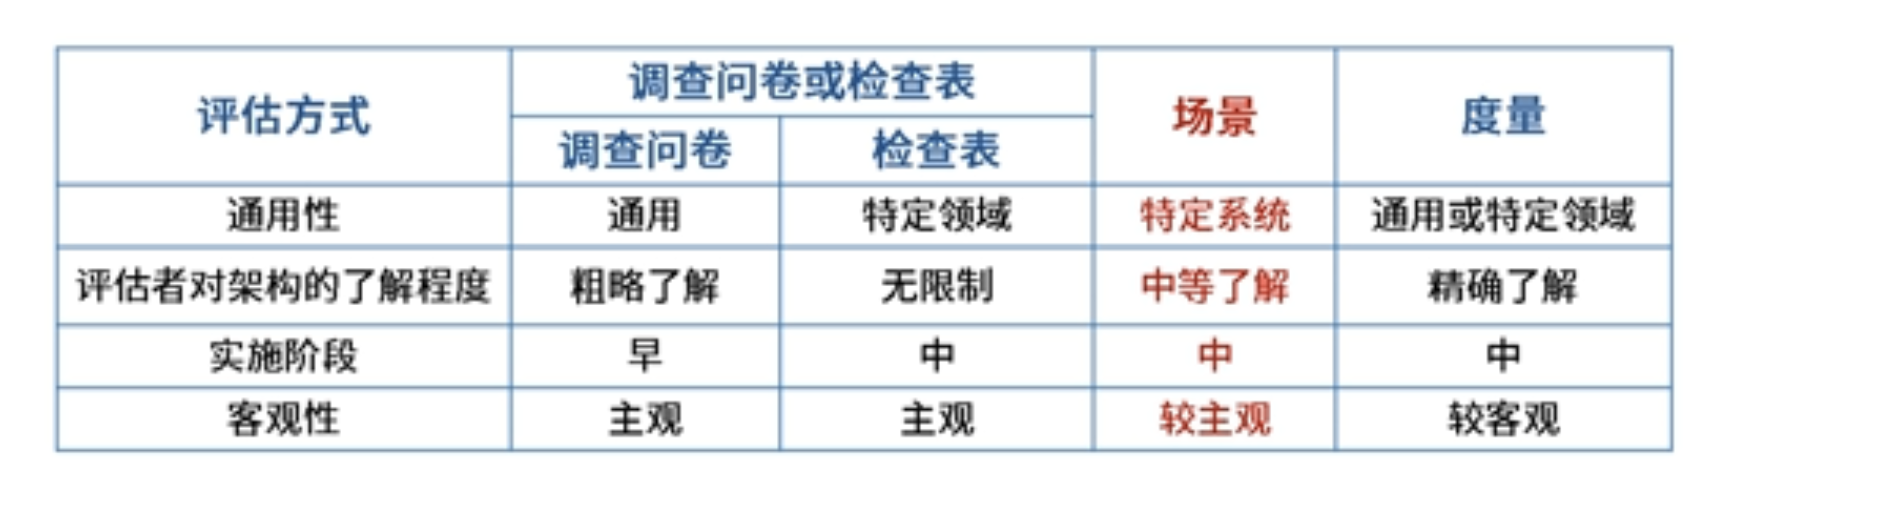 评估方式 调查问卷或检查表 场景 度量
调查问卷 检查表
通用性 通用 特定领域 特定系统 通用或特定领域
评估者对架构的了解程度 粗略了解 无限制 中等了解 精确了解
实施阶段 早 中 中 中
客观性 主观 主观 较主观 较客观